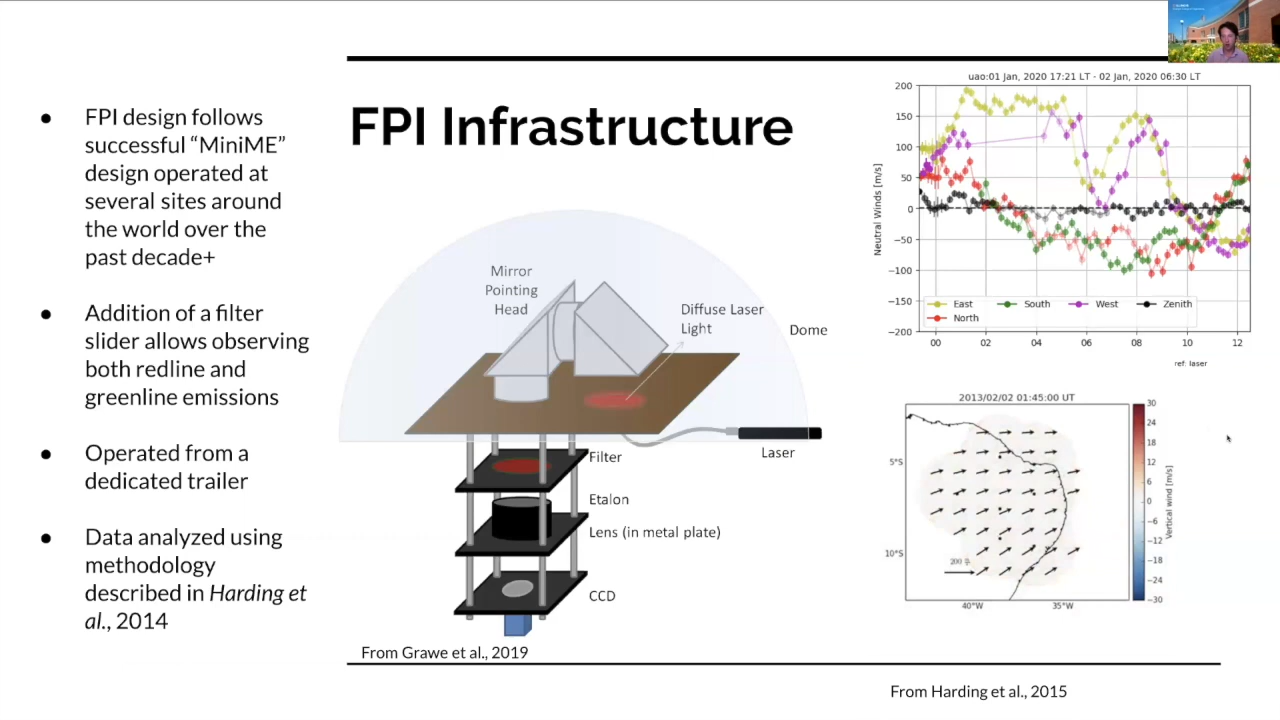 FPI Infrastructure
● FPI design follows
successful “MiniME”
design operated at
several sites around
the world over the
past decade+
● Addition of a filter
slider allows observing
both redline and
greenline emissions
● Operated from a
dedicated trailer
● Data analyzed using
methodology
described in Harding et
al., 2014
Mirror
Pointing
Head
Diffuse Laser
Light
Dome
Laser
Filter
Etalon
Lens (in metal plate)
CCD
From Grawe et al., 2019
uao:01 Jan, 2020 17:21 LT - 02 Jan, 2020 06:30 LT
Neutral Winds [m/s]
200
150
100
50
0
−50
−100
−150
−200
East
South
West
Zenith
North
00 02 04 06 08 10 12
ref: laser
2013/02/02 01:45:00 UT
5°S
10°S
40°W 35°W
30
24
18
12
6
0
−6
−12
−18
−24
−30
Vertical wind [m/s]
From Harding et al., 2015